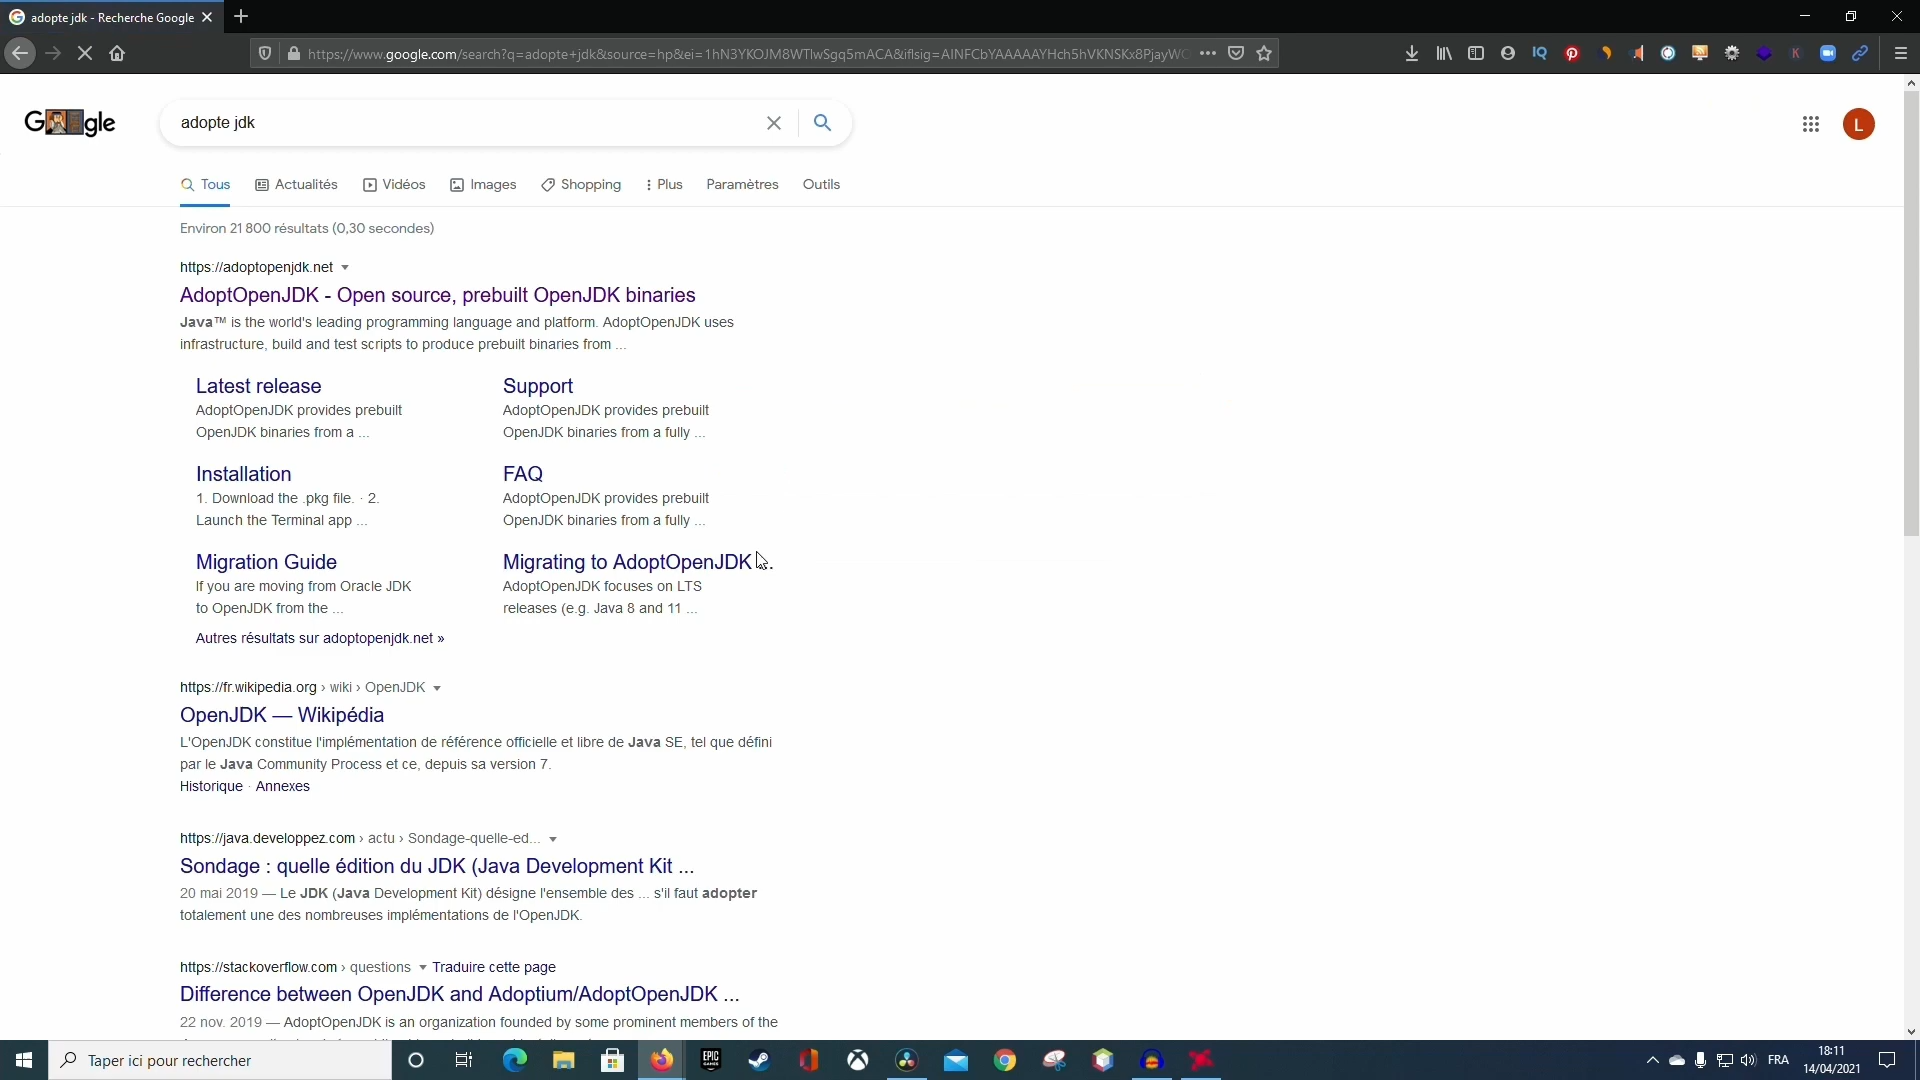 adopte jdk - Recherche Google
https://www.google.com/search?q=adopte+jdk&source=hp&ei=1hN3YKOJM8WTlwSgq5mACA&iflsig=AINFCbYAAAAAYHch5hVKNSKx8PjayWC
Google
adopte jdk
L
Tous
Actualités
Vidéos
Images
Shopping
Plus
Paramètres
Outils
Environ 21 800 résultats (0,30 secondes)
https://adoptopenjdk.net
AdoptOpenJDK - Open source, prebuilt OpenJDK binaries
Java™ is the world's leading programming language and platform. AdoptOpenJDK uses
infrastructure, build and test scripts to produce prebuilt binaries from ...
Latest release
AdoptOpenJDK provides prebuilt
OpenJDK binaries from a ...
Support
AdoptOpenJDK provides prebuilt
OpenJDK binaries from a fully ...
Installation
1. Download the .pkg file. · 2.
Launch the Terminal app ...
FAQ
AdoptOpenJDK provides prebuilt
OpenJDK binaries from a fully ...
Migration Guide
If you are moving from Oracle JDK
to OpenJDK from the ...
Migrating to AdoptOpenJDK ...
AdoptOpenJDK focuses on LTS
releases (e.g. Java 8 and 11 ...
Autres résultats sur adoptopenjdk.net »
https://fr.wikipedia.org › wiki › OpenJDK
OpenJDK — Wikipédia
L'OpenJDK constitue l'implémentation de référence officielle et libre de Java SE, tel que défini
par le Java Community Process et ce, depuis sa version 7.
Historique · Annexes
https://java.developpez.com › actu › Sondage-quelle-ed...
Sondage : quelle édition du JDK (Java Development Kit ...
20 mai 2019 — Le JDK (Java Development Kit) désigne l'ensemble des ... s'il faut adopter
totalement une des nombreuses implémentations de l'OpenJDK.
https://stackoverflow.com › questions
Traduire cette page
Difference between OpenJDK and Adoptium/AdoptOpenJDK ...
22 nov. 2019 — AdoptOpenJDK is an organization founded by some prominent members of the
Taper ici pour rechercher
EPIC
GAMES
FRA
18:11
14/04/2021